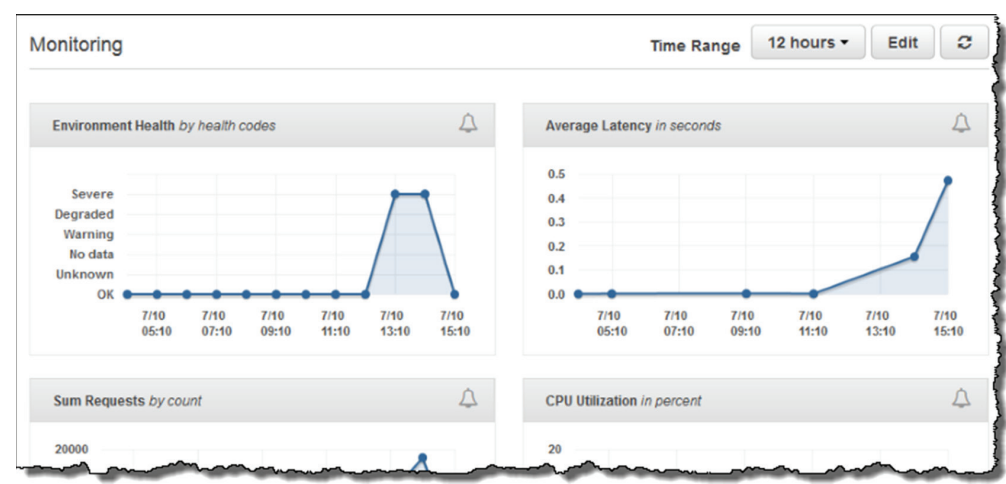 Monitoring
Time Range 12 hours Edit
Environment Health by health codes
Severe
Degraded
Warning
No data
Unknown
OK
7/10 7/10 7/10 7/10 7/10 7/10
05:10 07:10 09:10 11:10 13:10 15:10
Average Latency in seconds
0.5
0.4
0.3
0.2
0.1
0.0
7/10 7/10 7/10 7/10 7/10 7/10
05:10 07:10 09:10 11:10 13:10 15:10
Sum Requests by count
20000
CPU Utilization in percent
20